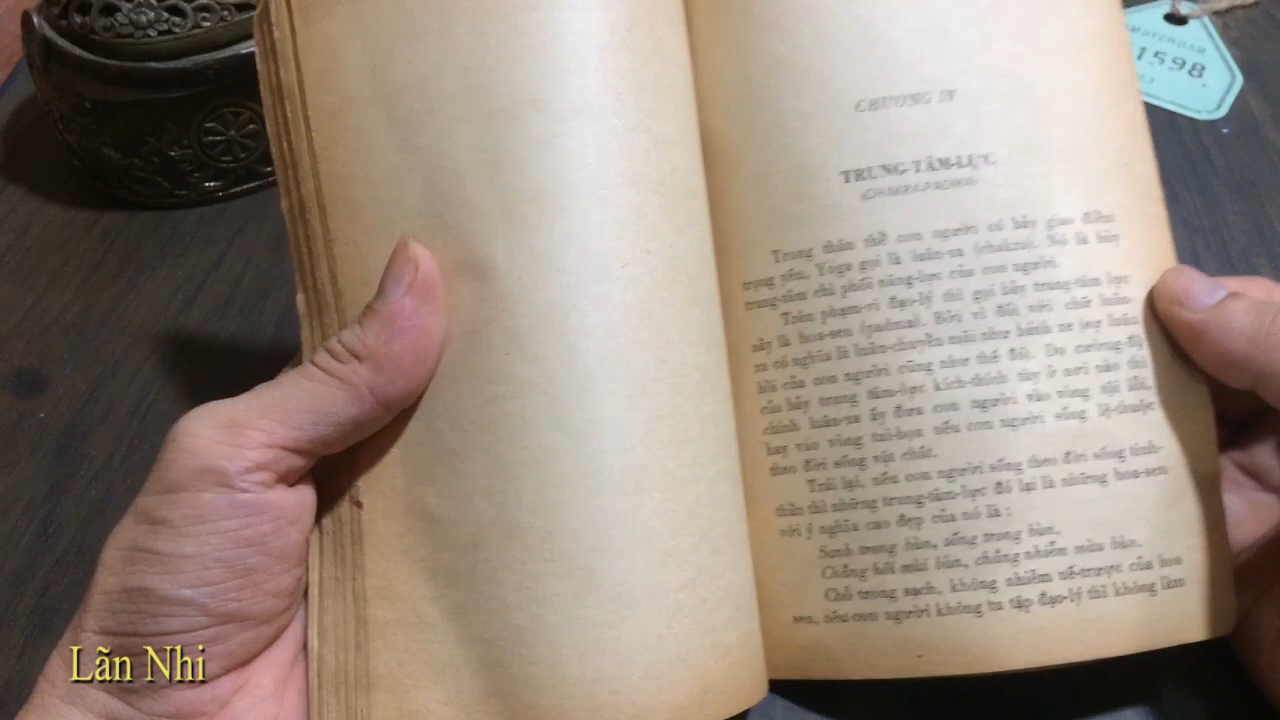 AMSTERDAM
1598
CHƯƠNG IV
TRUNG-TÂM-LỰC
(CHAKRA-PADMA)
Trong thân thể con người có bảy giao điểm
trọng yếu, Yoga gọi là luân-xa (chakra). Nó là bảy
trung-tâm chi phối năng-lực của con người.
Trên phạm-vi đạo-lý thì gọi bảy trung-tâm lực
nầy là hoa-sen (padma). Bởi vì đối với chữ luân-
xa có nghĩa là luân-chuyển mãi như bánh xe (sự luân
hồi của con người cũng như thế đó). Do cường-độ
của bảy trung tâm-lực kích-thích tùy ở nơi nào thì
chính luân-xa ấy đưa con người vào vòng tội lỗi,
hay vào vòng tai-họa nếu con người sống lệ-thuộc
theo đời sống vật chất.
Trái lại, nếu con người sống theo đời sống tinh-
thần thì những trung-tâm-lực đó lại là những hoa-sen
với ý nghĩa cao đẹp của nó là :
Sanh trong bùn, sống trong bùn,
Chẳng hôi mùi bùn, chẳng nhiễm màu bùn.
Chỗ trong sạch, không nhiễm uế-trược của hoa
sen, nếu con người không tu tập đạo-lý thì không làm
Lãn Nhi